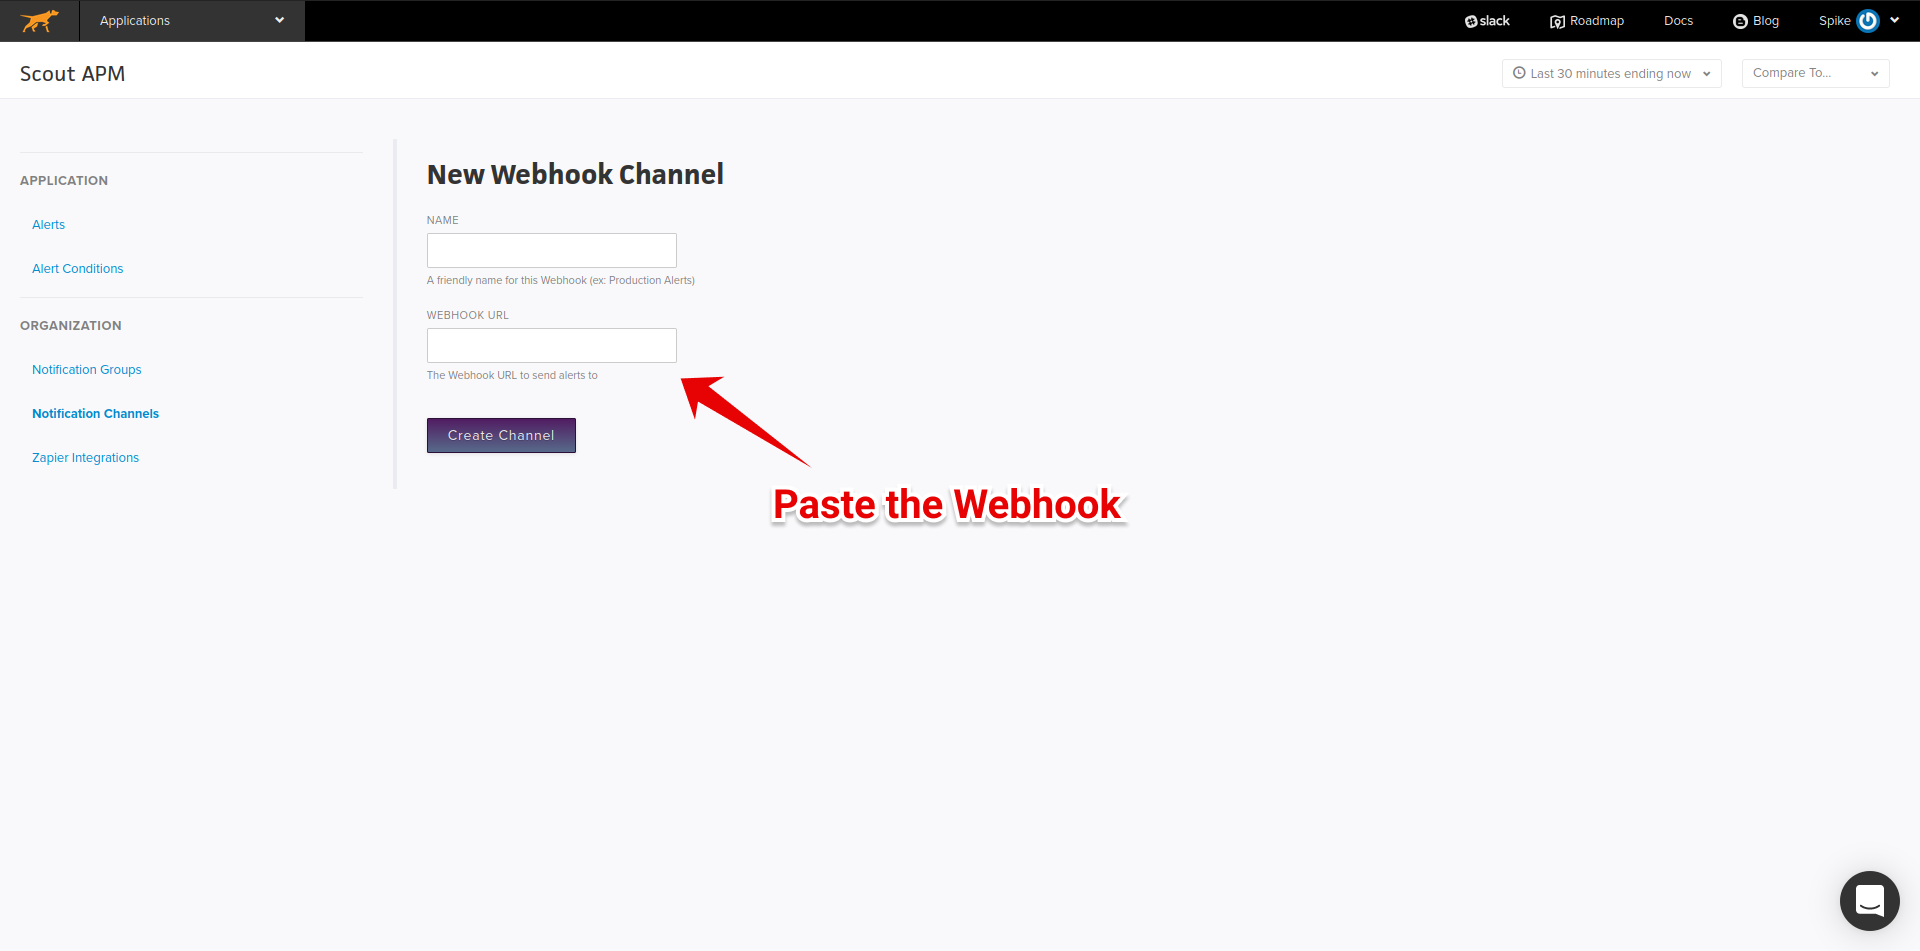 Applications
slack
Roadmap
Docs
Blog
Spike
Scout APM
Last 30 minutes ending now
Compare To...
APPLICATION
Alerts
Alert Conditions
ORGANIZATION
Notification Groups
Notification Channels
Zapier Integrations
New Webhook Channel
NAME
A friendly name for this Webhook (ex: Production Alerts)
WEBHOOK URL
The Webhook URL to send alerts to
Create Channel
Paste the Webhook